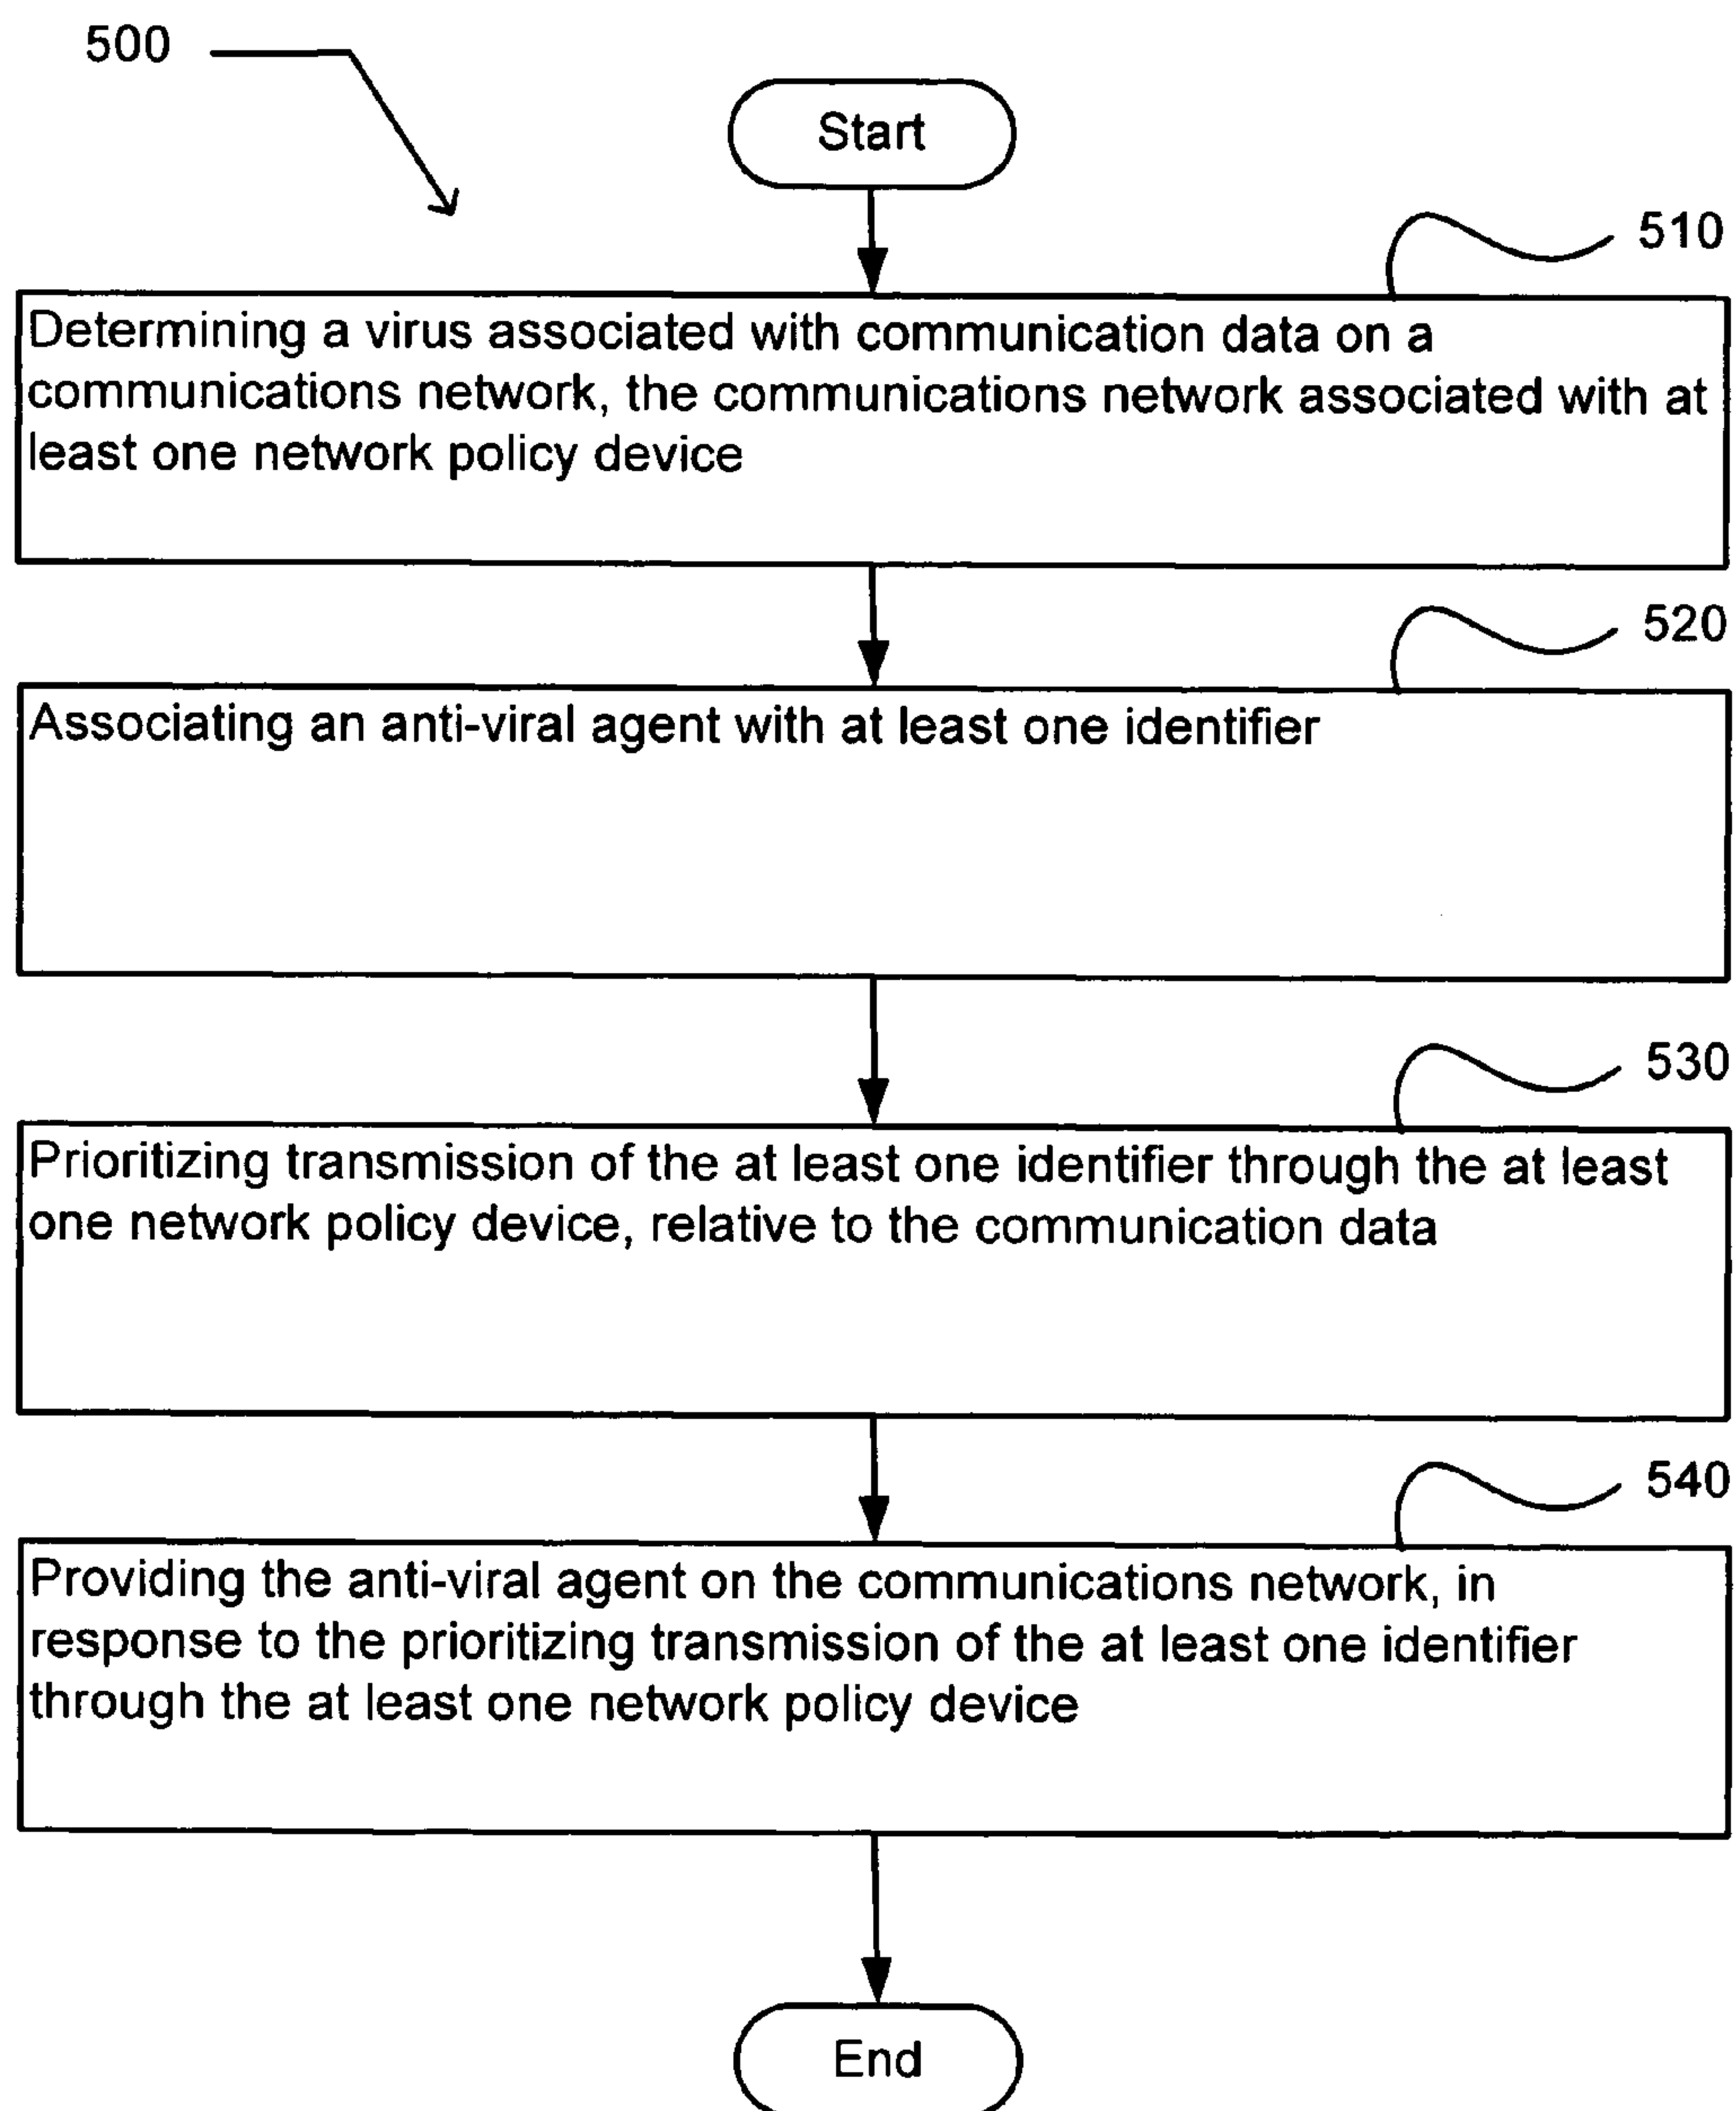 500
Start
510
Determining a virus associated with communication data on a
communications network, the communications network associated with at
least one network policy device
520
Associating an anti-viral agent with at least one identifier
530
Prioritizing transmission of the at least one identifier through the at least
one network policy device, relative to the communication data
540
Providing the anti-viral agent on the communications network, in
response to the prioritizing transmission of the at least one identifier
through the at least one network policy device
End